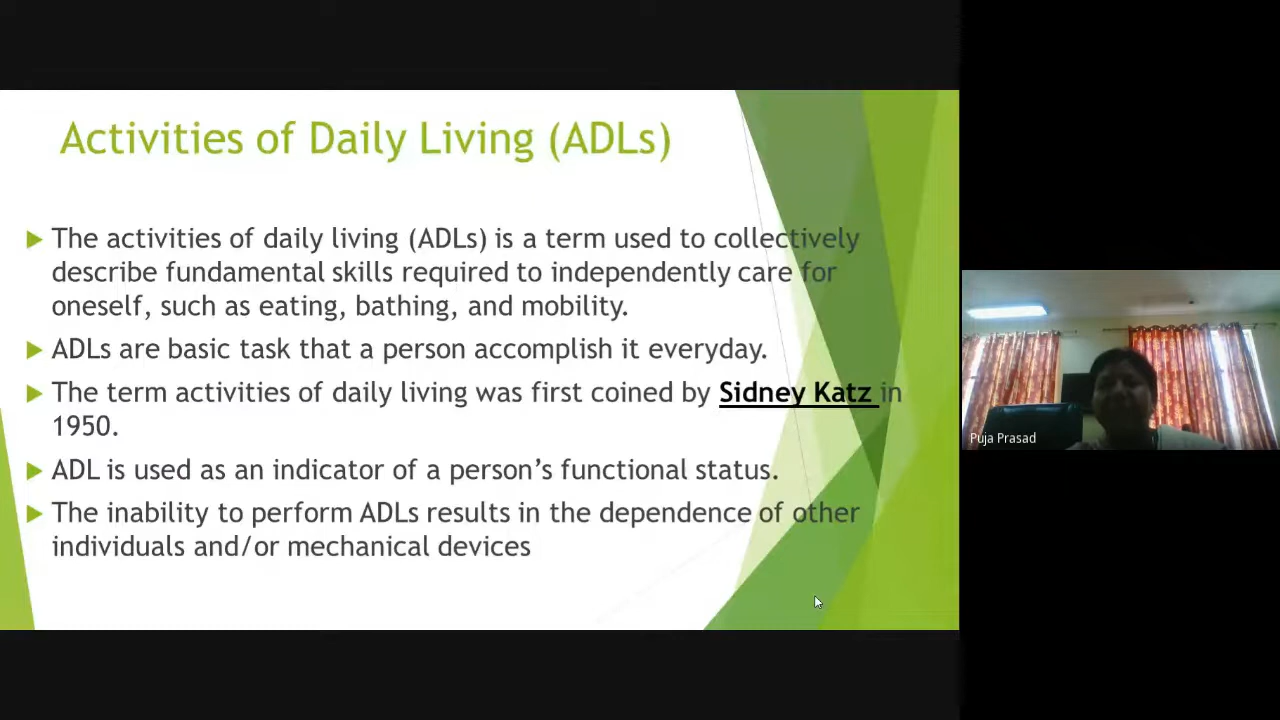 Activities of Daily Living (ADLs)
The activities of daily living (ADLs) is a term used to collectively
describe fundamental skills required to independently care for
oneself, such as eating, bathing, and mobility.
ADLs are basic task that a person accomplish it everyday.
The term activities of daily living was first coined by Sidney Katz in
1950.
ADL is used as an indicator of a person’s functional status.
The inability to perform ADLs results in the dependence of other
individuals and/or mechanical devices
Puja Prasad